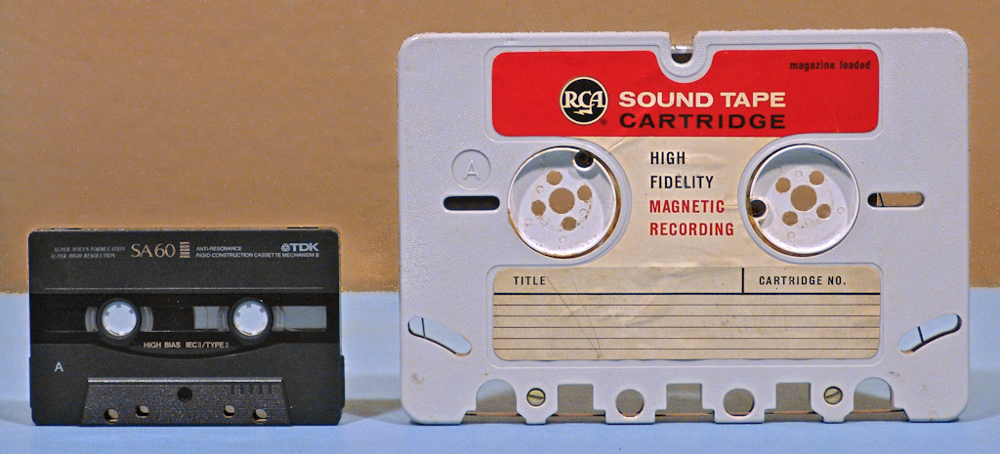 SUPER AVILYN FORMULATION
SUPER HIGH RESOLUTION
SA60
ANTI-RESONANCE
RIGID-CONSTRUCTION CASSETTE MECHANISM II
TDK
HIGH BIAS IEC II/TYPE II
A
magazine loaded
RCA
SOUND TAPE
CARTRIDGE
A
HIGH
FIDELITY
MAGNETIC
RECORDING
TITLE
CARTRIDGE NO.